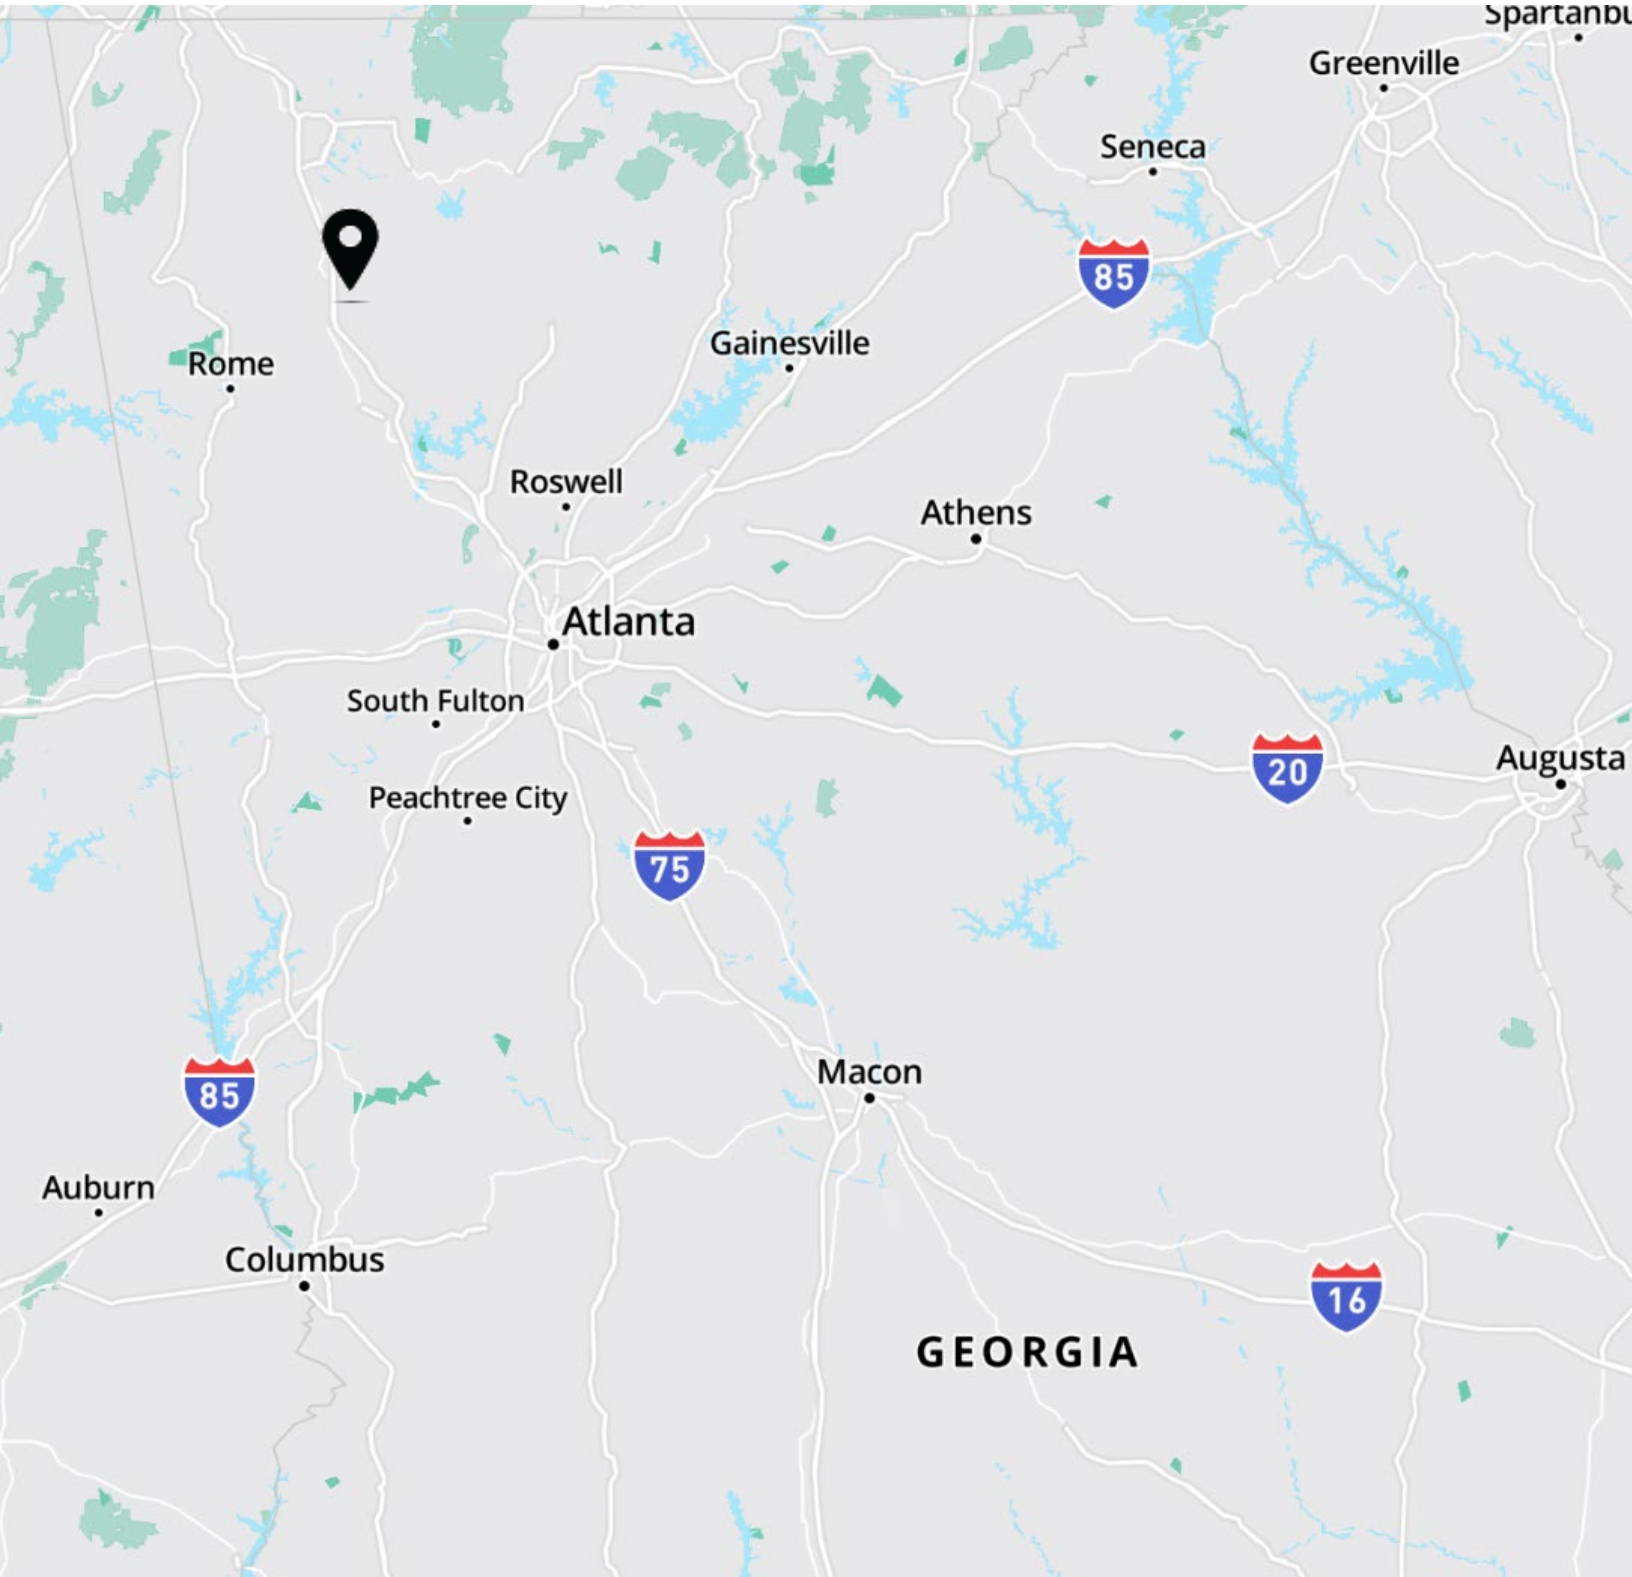 Spartanbu
Greenville
Seneca
85
Gainesville
Rome
Roswell
Athens
Atlanta
South Fulton
20
Augusta
Peachtree City
75
Macon
85
Auburn
Columbus
16
GEORGIA